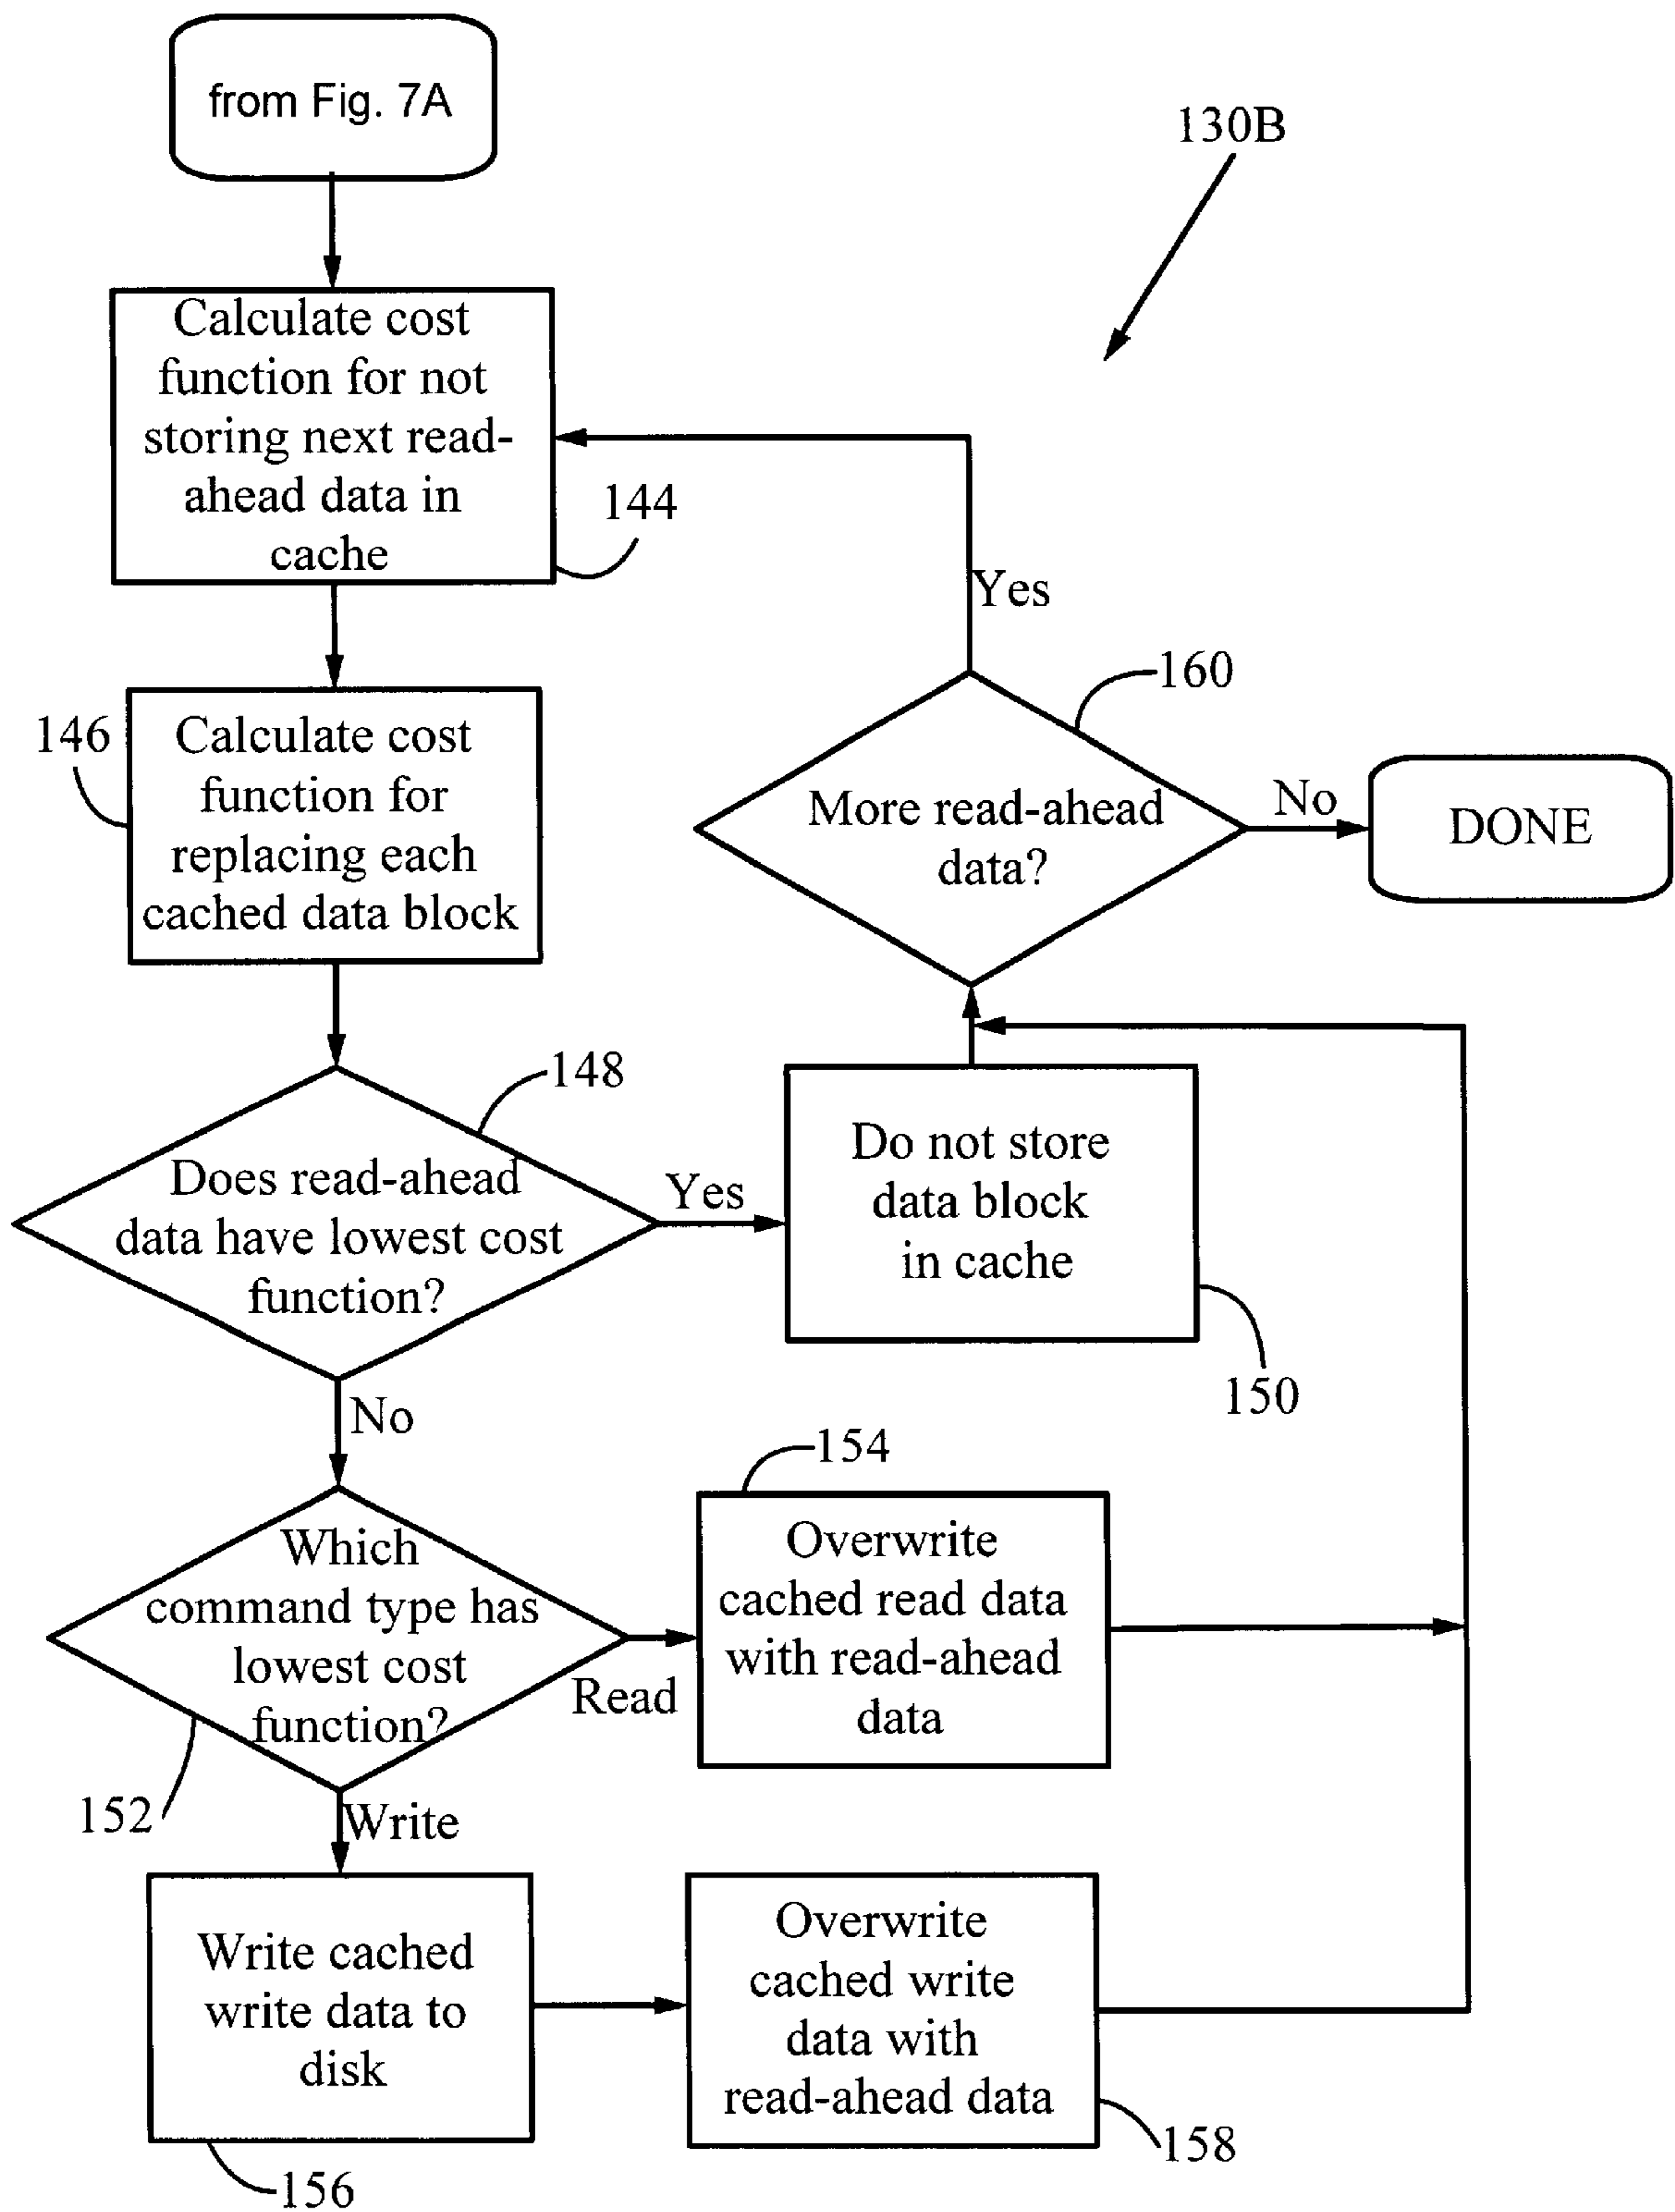 from Fig. 7A
130B
Calculate cost
function for not
storing next read-
ahead data in
cache
144
Yes
160
146
Calculate cost
function for
replacing each
cached data block
More read-ahead
data?
No
DONE
148
Does read-ahead
data have lowest cost
function?
Yes
Do not store
data block
in cache
150
No
154
Which
command type has
lowest cost
function?
Read
Overwrite
cached read data
with read-ahead
data
152
Write
Write cached
write data to
disk
156
Overwrite
cached write
data with
read-ahead data
158